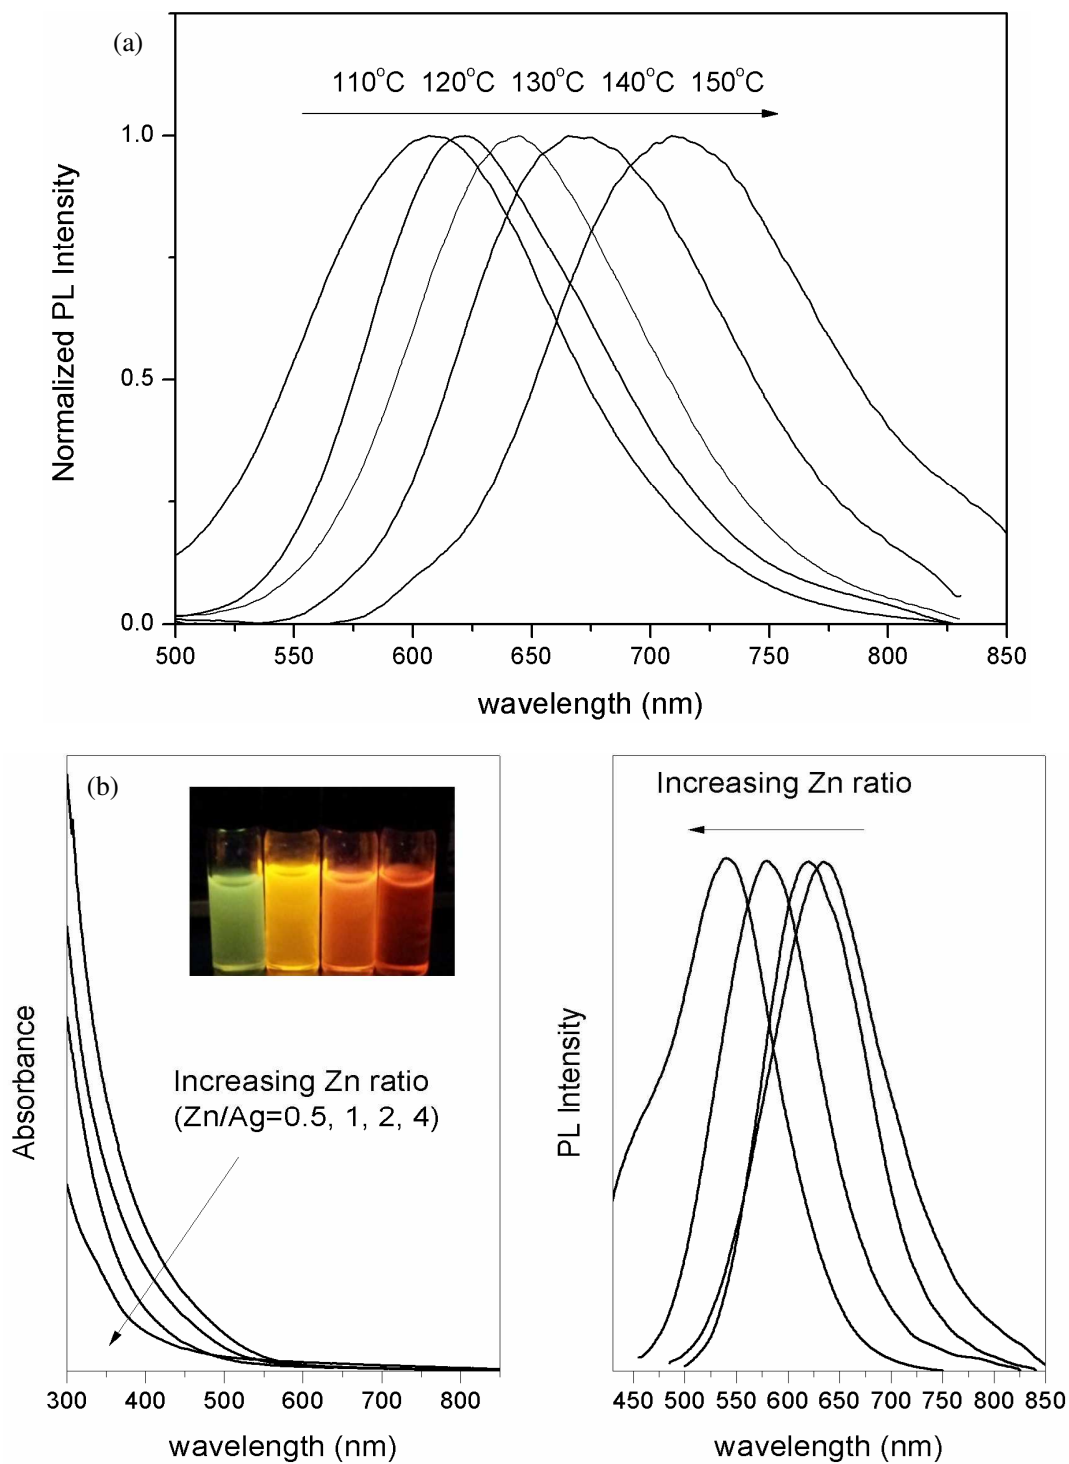 (a)
110°C 120°C 130°C 140°C 150°C
1.0
0.5
0.0
Normalized PL Intensity
500 550 600 650 700 750 800 850
wavelength (nm)
(b)
Increasing Zn ratio
(Zn/Ag=0.5, 1, 2, 4)
Absorbance
300 400 500 600 700 800
wavelength (nm)
Increasing Zn ratio
PL Intensity
450 500 550 600 650 700 750 800 850
wavelength (nm)